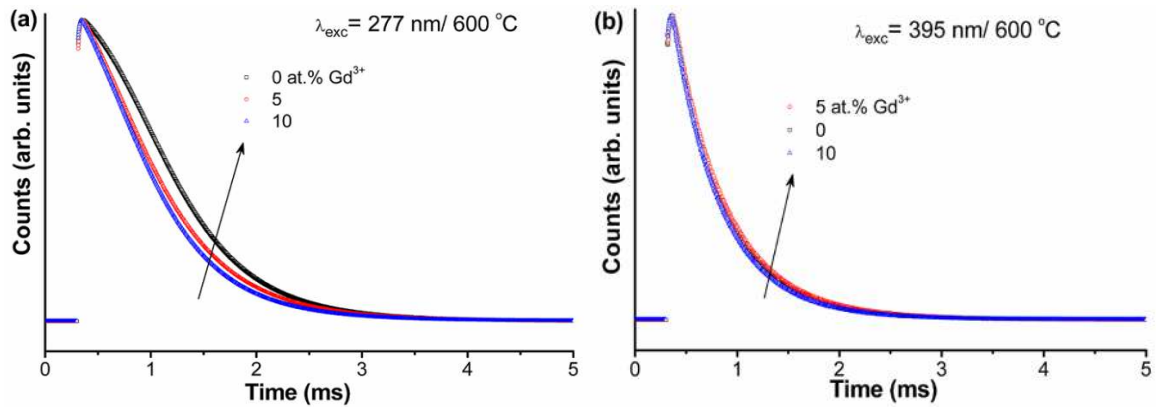 (a)
λexc= 277 nm/ 600 °C
□ 0 at.% Gd³⁺
○ 5
△ 10
Counts (arb. units)
0 1 2 3 4 5
Time (ms)
(b)
λexc= 395 nm/ 600 °C
○ 5 at.% Gd³⁺
□ 0
△ 10
Counts (arb. units)
0 1 2 3 4 5
Time (ms)